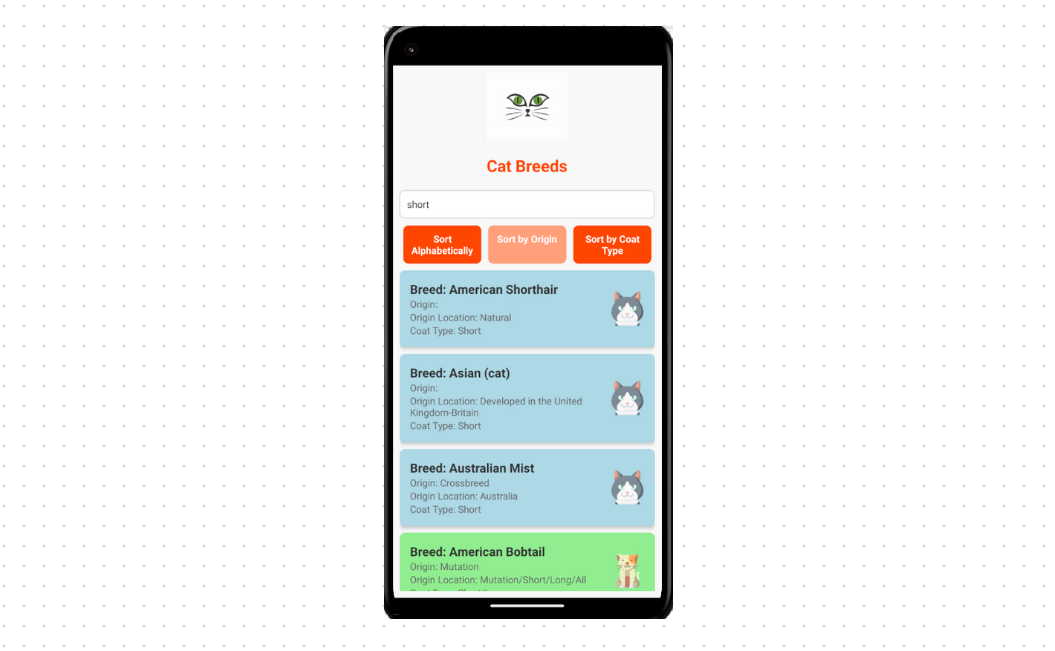 Cat Breeds
short
Sort
Alphabetically
Sort by Origin
Sort by Coat
Type
Breed: American Shorthair
Origin:
Origin Location: Natural
Coat Type: Short
Breed: Asian (cat)
Origin:
Origin Location: Developed in the United
Kingdom-Britain
Coat Type: Short
Breed: Australian Mist
Origin: Crossbreed
Origin Location: Australia
Coat Type: Short
Breed: American Bobtail
Origin: Mutation
Origin Location: Mutation/Short/Long/All